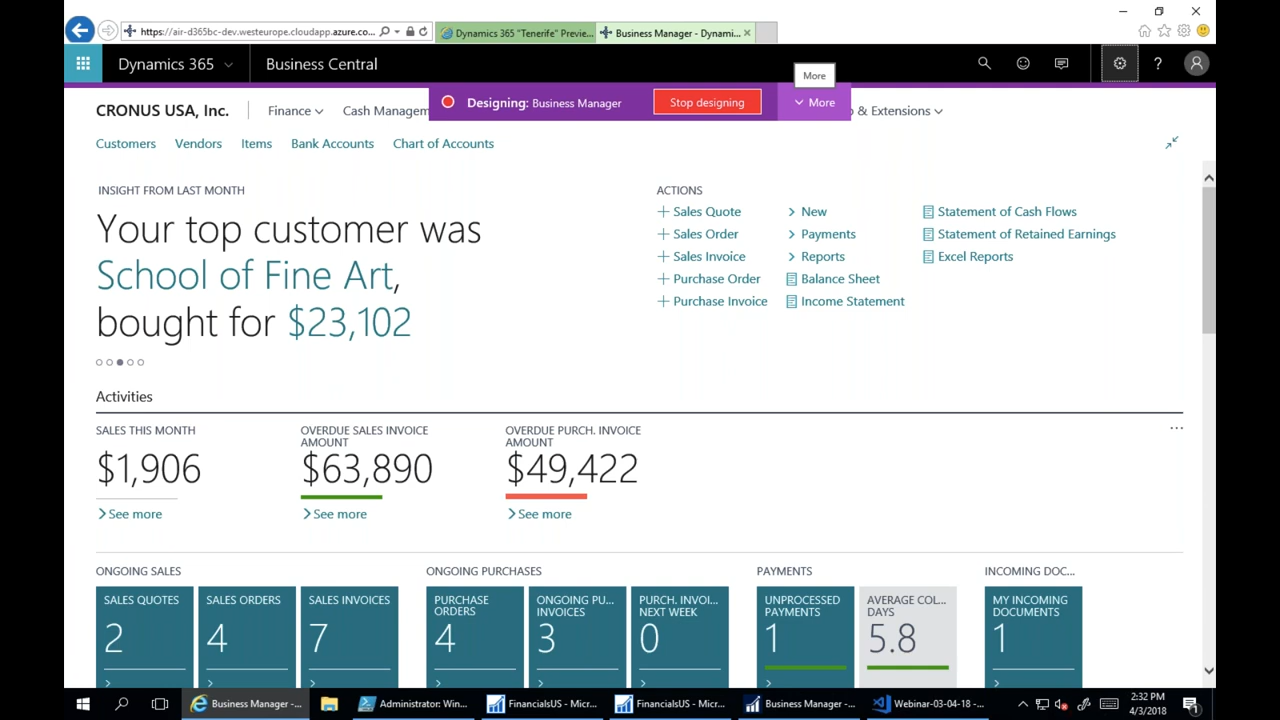 https://air-d365bc-dev.westeurope.cloudapp.azure.co...
Dynamics 365 "Tenerife" Previe...
Business Manager - Dynami...
Dynamics 365
Business Central
?
More
CRONUS USA, Inc.
Finance
Cash Managem
Designing: Business Manager
Stop designing
More
& Extensions
Customers
Vendors
Items
Bank Accounts
Chart of Accounts
INSIGHT FROM LAST MONTH
Your top customer was
School of Fine Art,
bought for $23,102
ACTIONS
Sales Quote
Sales Order
Sales Invoice
Purchase Order
Purchase Invoice
New
Payments
Reports
Balance Sheet
Income Statement
Statement of Cash Flows
Statement of Retained Earnings
Excel Reports
Activities
SALES THIS MONTH
$1,906
See more
OVERDUE SALES INVOICE
AMOUNT
$63,890
See more
OVERDUE PURCH. INVOICE
AMOUNT
$49,422
See more
...
ONGOING SALES
SALES QUOTES
2
SALES ORDERS
4
SALES INVOICES
7
ONGOING PURCHASES
PURCHASE
ORDERS
4
ONGOING PU...
INVOICES
3
PURCH. INVOI...
NEXT WEEK
0
PAYMENTS
UNPROCESSED
PAYMENTS
1
AVERAGE COL...
DAYS
5.8
INCOMING DOC...
MY INCOMING
DOCUMENTS
1
Business Manager -...
Administrator: Win...
FinancialsUS - Micr...
FinancialsUS - Micr...
Business Manager -...
Webinar-03-04-18 -...
2:32 PM
4/3/2018
1